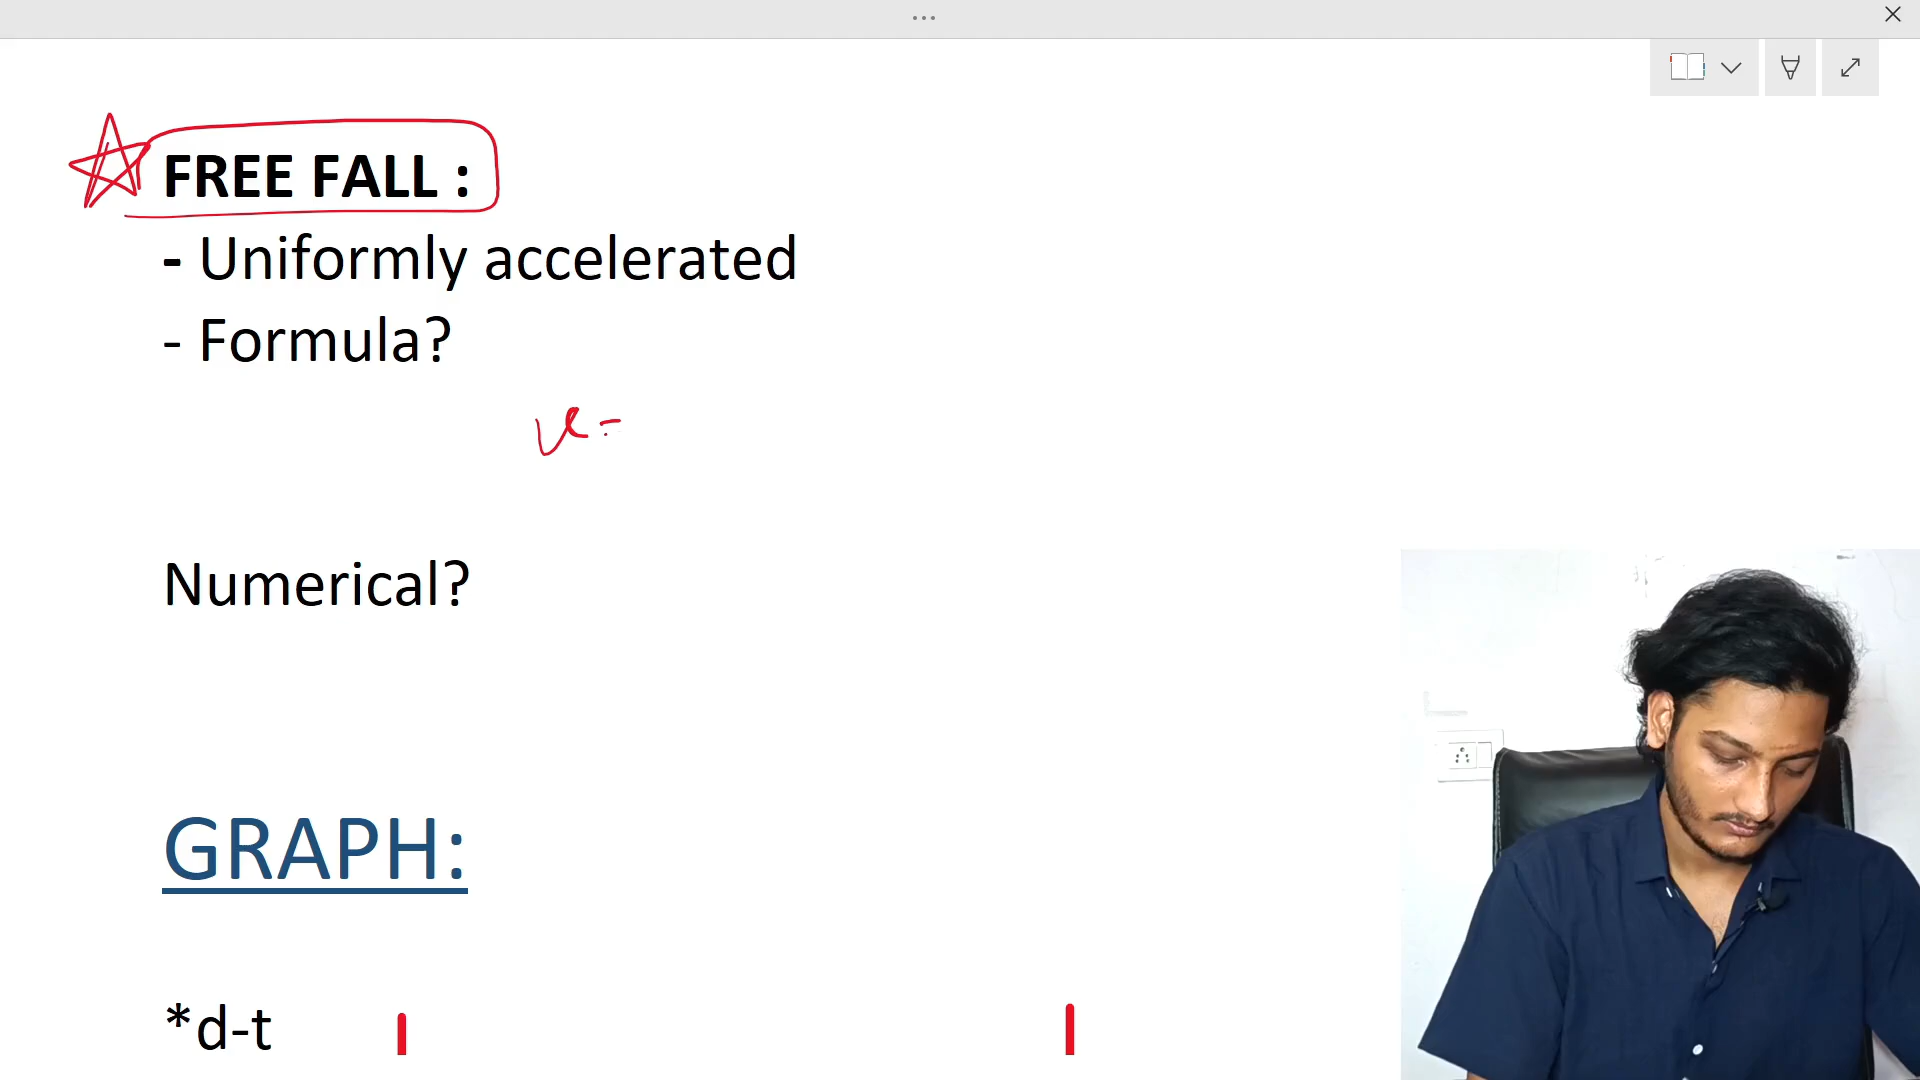 FREE FALL :
- Uniformly accelerated
- Formula?
v=
Numerical?
GRAPH:
*d-t